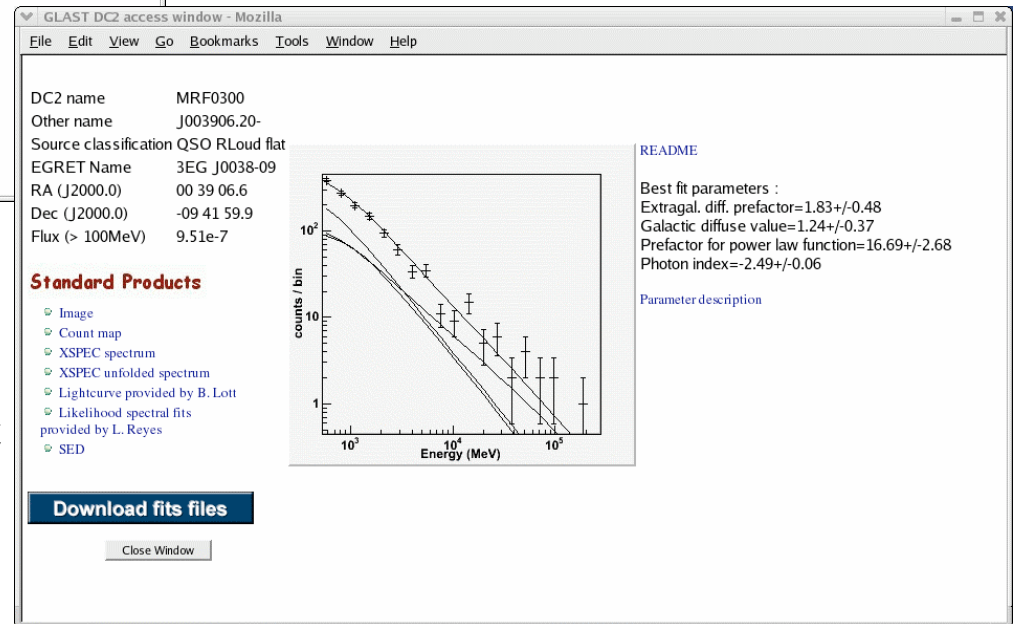 GLAST DC2 access window - Mozilla
File Edit View Go Bookmarks Tools Window Help
DC2 name MRF0300
Other name J003906.20-
Source classification QSO RLoud flat
EGRET Name 3EG J0038-09
RA (J2000.0) 00 39 06.6
Dec (J2000.0) -09 41 59.9
Flux (> 100MeV) 9.51e-7
Standard Products
Image
Count map
XSPEC spectrum
XSPEC unfolded spectrum
Lightcurve provided by B. Lott
Likelihood spectral fits
provided by L. Reyes
SED
Download fits files
Close Window
counts / bin
10²
10
1
10³ 10⁴ 10⁵
Energy (MeV)
README
Best fit parameters :
Extragal. diff. prefactor=1.83+/-0.48
Galactic diffuse value=1.24+/-0.37
Prefactor for power law function=16.69+/-2.68
Photon index=-2.49+/-0.06
Parameter description